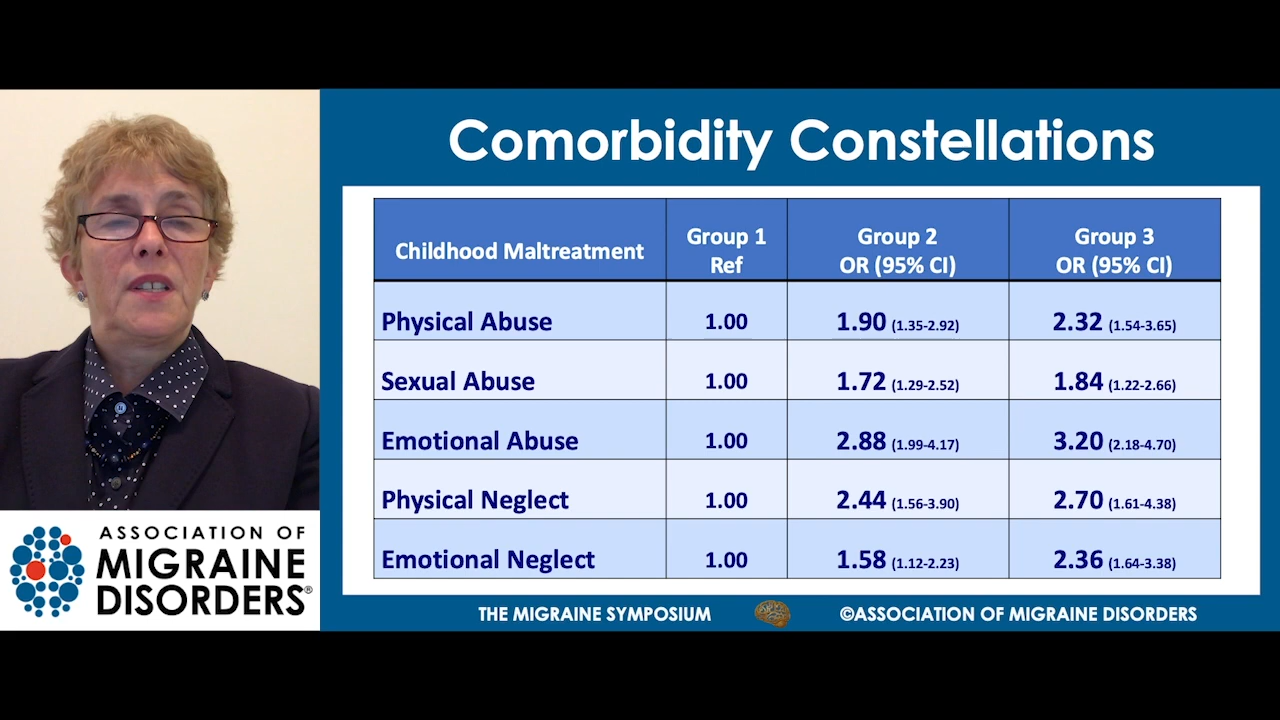 Comorbidity Constellations
Childhood Maltreatment Group 1 Ref Group 2 OR (95% CI) Group 3 OR (95% CI)
Physical Abuse 1.00 1.90 (1.35-2.92) 2.32 (1.54-3.65)
Sexual Abuse 1.00 1.72 (1.29-2.52) 1.84 (1.22-2.66)
Emotional Abuse 1.00 2.88 (1.99-4.17) 3.20 (2.18-4.70)
Physical Neglect 1.00 2.44 (1.56-3.90) 2.70 (1.61-4.38)
Emotional Neglect 1.00 1.58 (1.12-2.23) 2.36 (1.64-3.38)
ASSOCIATION OF
MIGRAINE
DISORDERS®
THE MIGRAINE SYMPOSIUM ©ASSOCIATION OF MIGRAINE DISORDERS